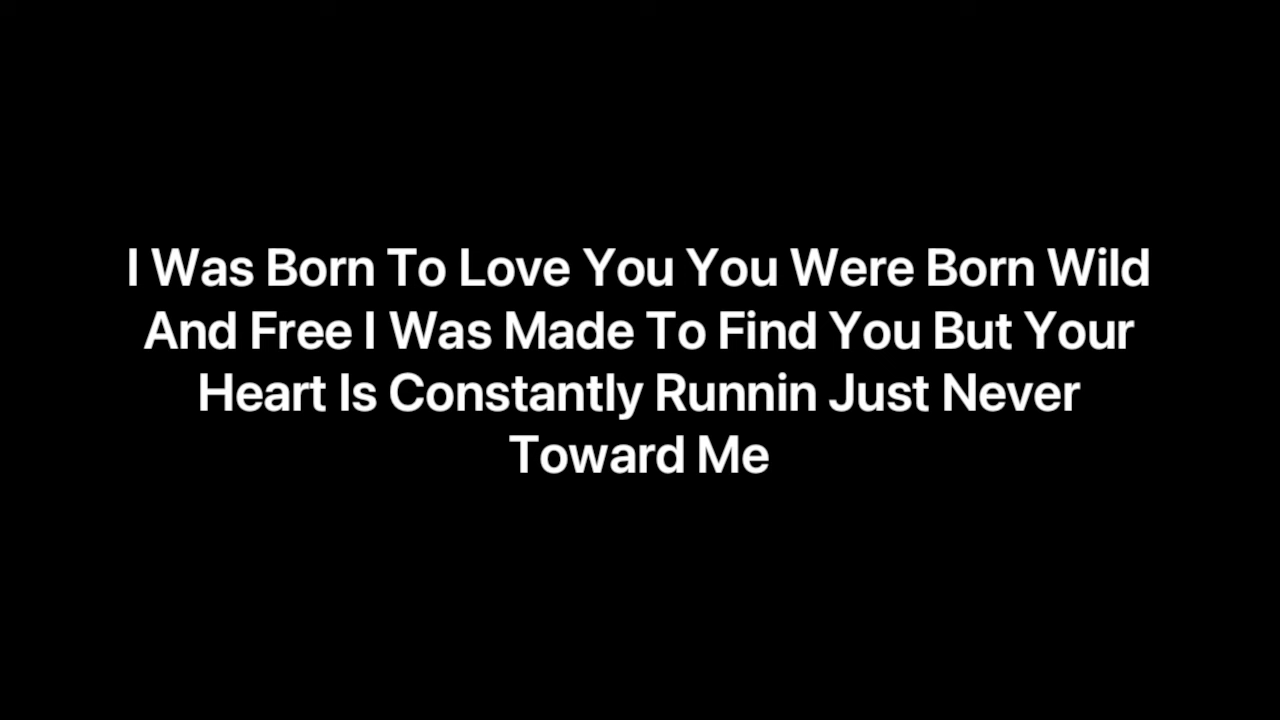 I Was Born To Love You You Were Born Wild
And Free I Was Made To Find You But Your
Heart Is Constantly Runnin Just Never
Toward Me